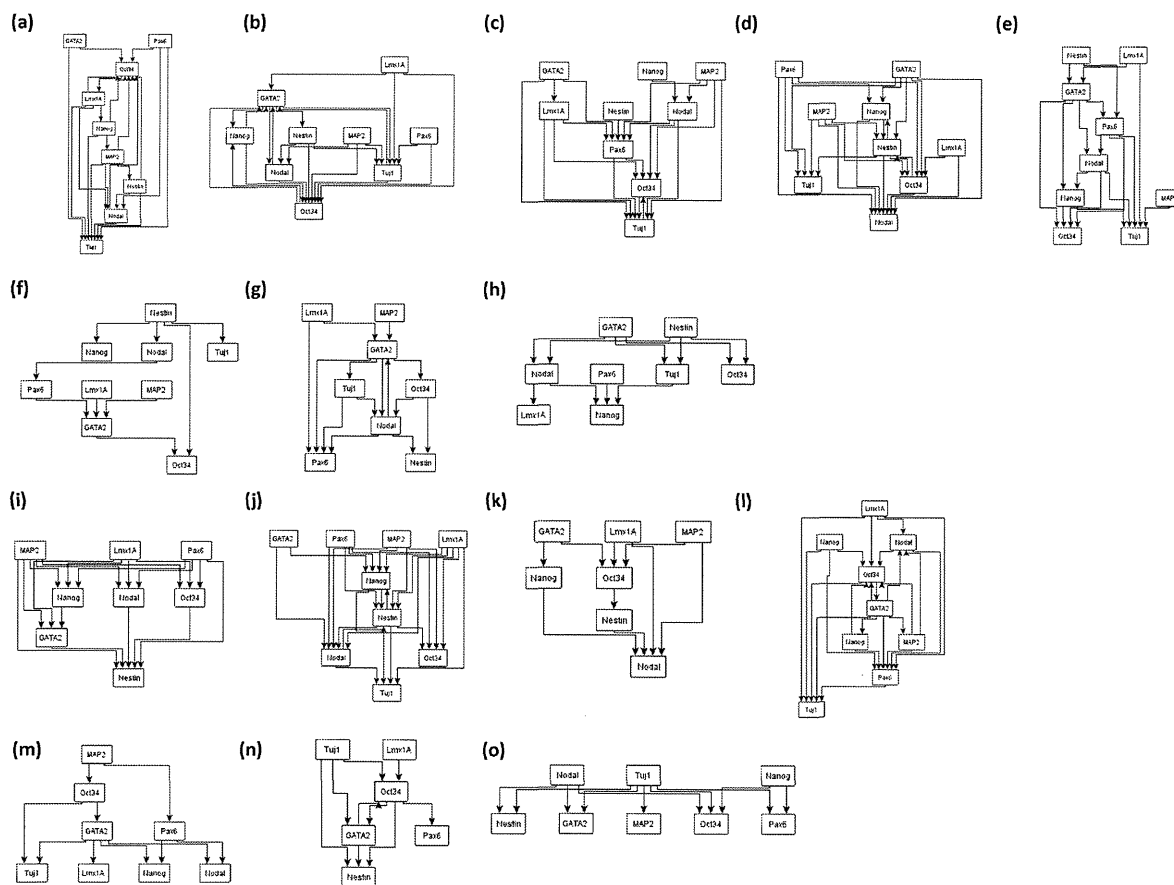 (a)
GATA2 Pax6
Oct34
Lmx1A
Nanog
MAP2
Nestin
Nodal
Tuj1
(b)
Lmx1A
GATA2
Nanog Nestin MAP2 Pax6
Nodal Tuj1
Oct34
(c)
GATA2 Nanog MAP2
Lmx1A Nestin Nodal
Pax6
Oct34
Tuj1
(d)
Pax6 GATA2
MAP2 Nanog
Nestin Lmx1A
Tuj1 Oct34
Nodal
(e)
Nestin Lmx1A
GATA2
Pax6
Nodal
Nanog MAP2
Oct34 Tuj1
(f)
Nestin
Nanog Nodal Tuj1
Pax6 Lmx1A MAP2
GATA2
Oct34
(g)
Lmx1A MAP2
GATA2
Tuj1 Oct34
Nodal
Pax6 Nestin
(h)
GATA2 Nestin
Nodal Pax6 Tuj1 Oct34
Lmx1A Nanog
(i)
MAP2 Lmx1A Pax6
Nanog Nodal Oct34
GATA2
Nestin
(j)
GATA2 Pax6 MAP2 Lmx1A
Nanog
Nestin
Nodal Oct34
Tuj1
(k)
GATA2 Lmx1A MAP2
Nanog Oct34
Nestin
Nodal
(l)
Lmx1A
Nanog Nodal
Oct34
GATA2
Nanog MAP2
Pax6
Tuj1
(m)
MAP2
Oct34
GATA2 Pax6
Tuj1 Lmx1A Nanog Nodal
(n)
Tuj1 Lmx1A
Oct34
GATA2 Pax6
Nestin
(o)
Nodal Tuj1 Nanog
Nestin GATA2 MAP2 Oct34 Pax6